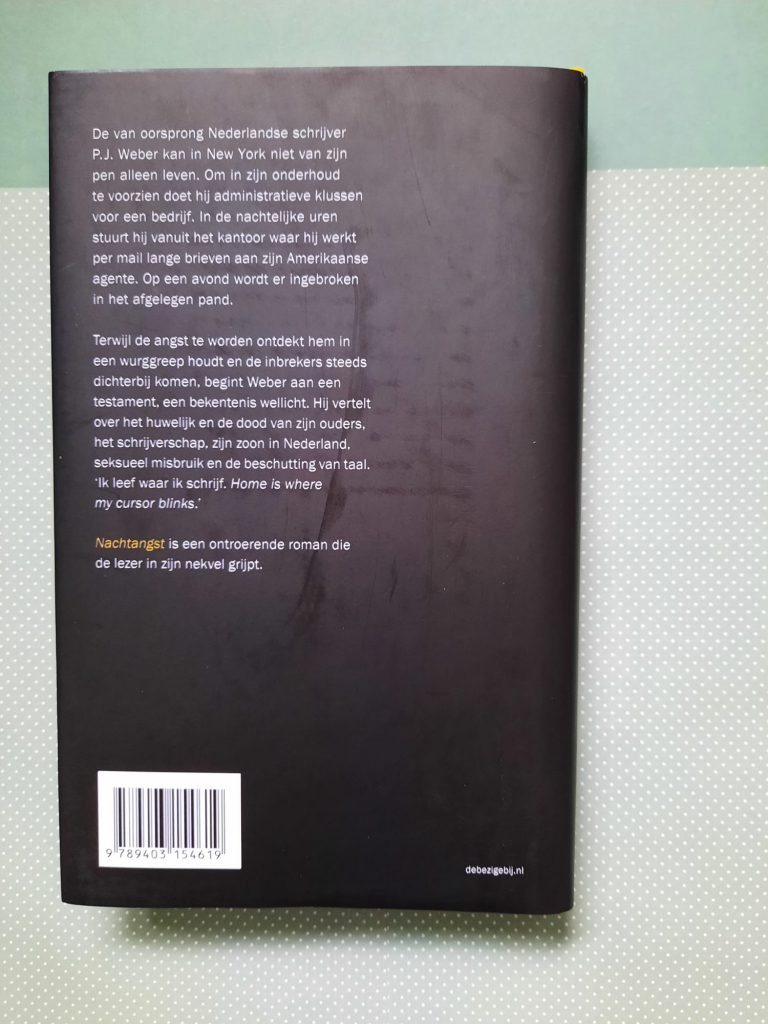 De van oorsprong Nederlandse schrijver
P.J. Weber kan in New York niet van zijn
pen alleen leven. Om in zijn onderhoud
te voorzien doet hij administratieve klussen
voor een bedrijf. In de nachtelijke uren
stuurt hij vanuit het kantoor waar hij werkt
per mail lange brieven aan zijn Amerikaanse
agente. Op een avond wordt er ingebroken
in het afgelegen pand.
Terwijl de angst te worden ontdekt hem in
een wurggreep houdt en de inbrekers steeds
dichterbij komen, begint Weber aan een
testament, een bekentenis wellicht. Hij vertelt
over het huwelijk en de dood van zijn ouders,
het schrijverschap, zijn zoon in Nederland,
seksueel misbruik en de beschutting van taal.
‘Ik leef waar ik schrijf. Home is where
my cursor blinks.’
Nachtangst is een ontroerende roman die
de lezer in zijn nekvel grijpt.
9 789403 154619
debezigebij.nl